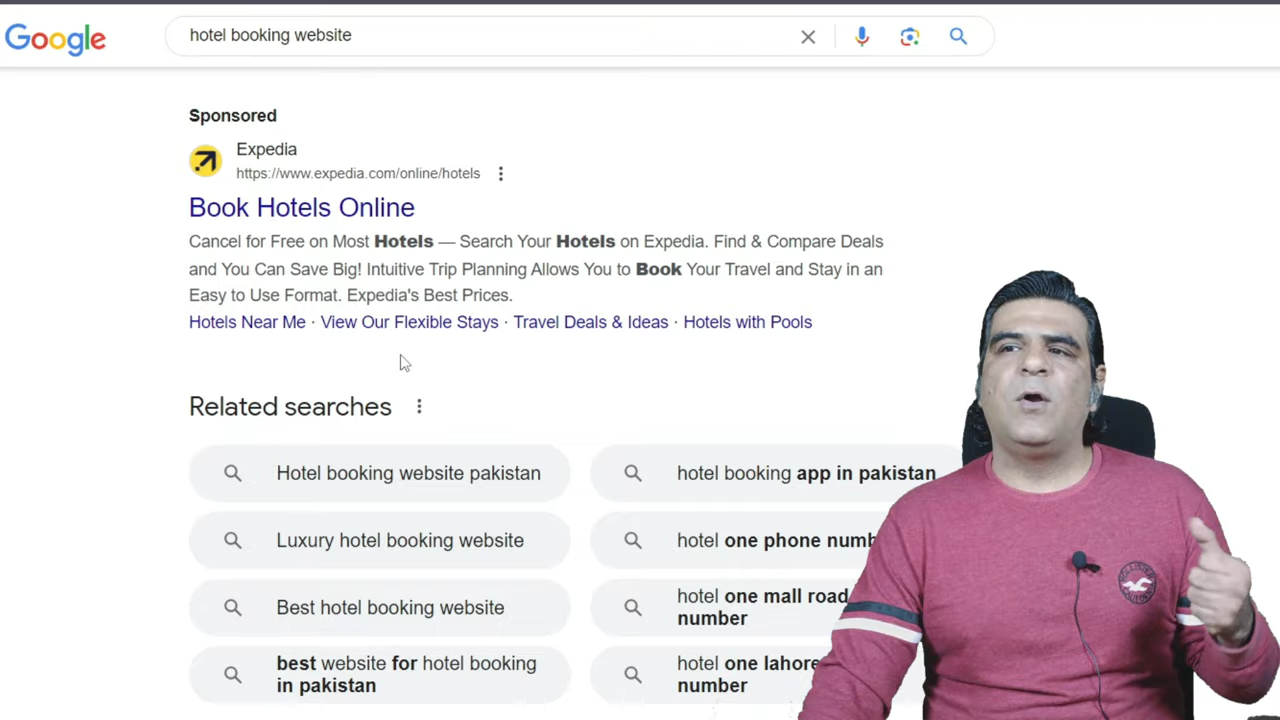 Google
hotel booking website
Sponsored
Expedia
https://www.expedia.com/online/hotels
Book Hotels Online
Cancel for Free on Most Hotels — Search Your Hotels on Expedia. Find & Compare Deals
and You Can Save Big! Intuitive Trip Planning Allows You to Book Your Travel and Stay in an
Easy to Use Format. Expedia's Best Prices.
Hotels Near Me · View Our Flexible Stays · Travel Deals & Ideas · Hotels with Pools
Related searches
Hotel booking website pakistan
hotel booking app in pakistan
Luxury hotel booking website
hotel one phone numb
Best hotel booking website
hotel one mall road
number
best website for hotel booking
in pakistan
hotel one lahore
number